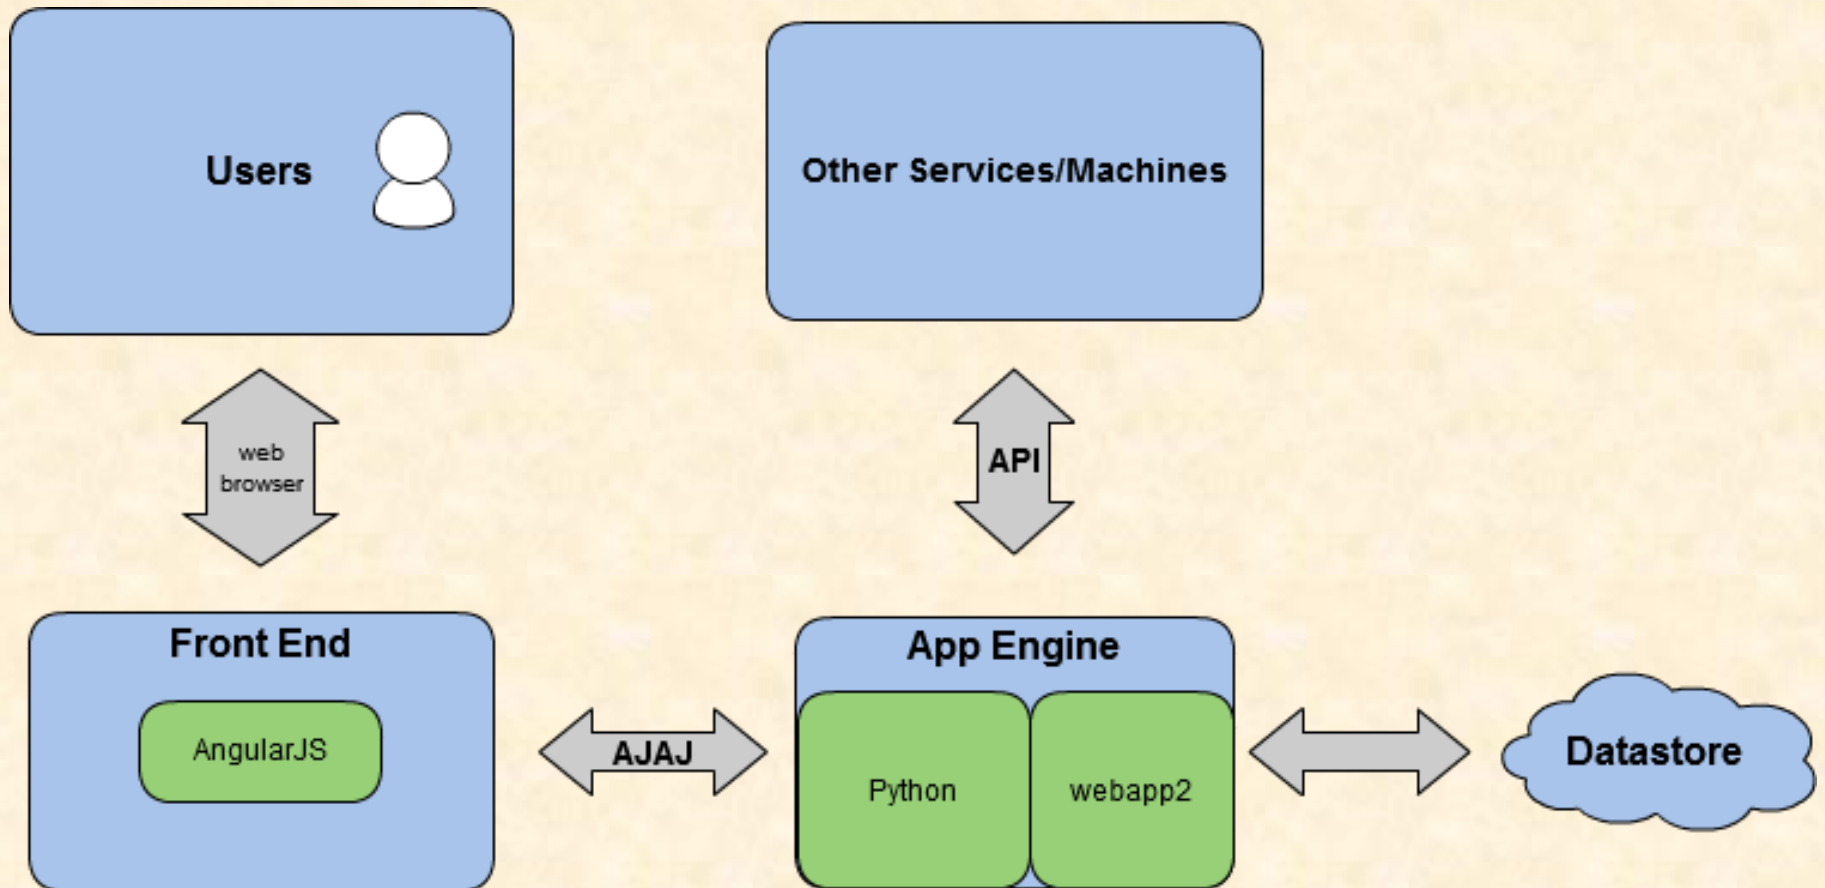 Users
Other Services/Machines
web
browser
API
Front End
App Engine
AngularJS
AJAJ
Python
webapp2
Datastore